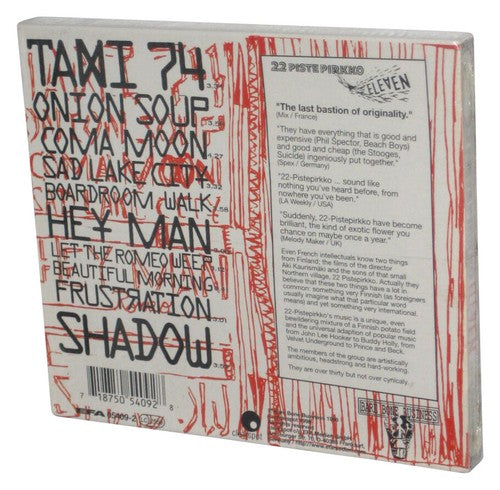 TAXI 74
ONION SOUP
COMA MOON
SAD LAKE CITY
BOARDROOM WALK
HEY MAN
LET THE ROMEO WEEP
BEAUTIFUL MORNING
FRUSTRATION
SHADOW
7 18750 54092 8
22 PISTE PIRKKO
ELEVEN
"The last bastion of originality."
(Mix / France)
"They have everything that is good and
expensive (Phil Spector, Beach Boys)
and good and cheap (the Stooges,
Suicide) ingeniously put together."
(Spex / Germany)
"22-Pistepirkko ... sound like
nothing you've heard before, from
nowhere you've been."
(LA Weekly / USA)
"Suddenly, 22-Pistepirkko have become
brilliant, the kind of exotic flower you
chance on maybe once a year."
(Melody Maker / UK)
Even French intellectuals know two things
from Finland: the films of the director
Aki Kaurismäki and the sons of that small
Northern village, 22 Pistepirkko. Actually they
believe that these two things have a lot in
common: something very Finnish (as foreigners
usually imagine what that particular word
means) and yet something very international.
22-Pistepirkko's music is a unique, even
bewildering mixture of a Finnish potato field
and the universal adaption of popular music
from John Lee Hooker to Buddy Holly, from
Velvet Underground to Prince and Beck.
The members of the group are artistically
ambitious, headstrong and hard-working.
They are over thirty but not over cynically.
BARE BONE BUSINESS